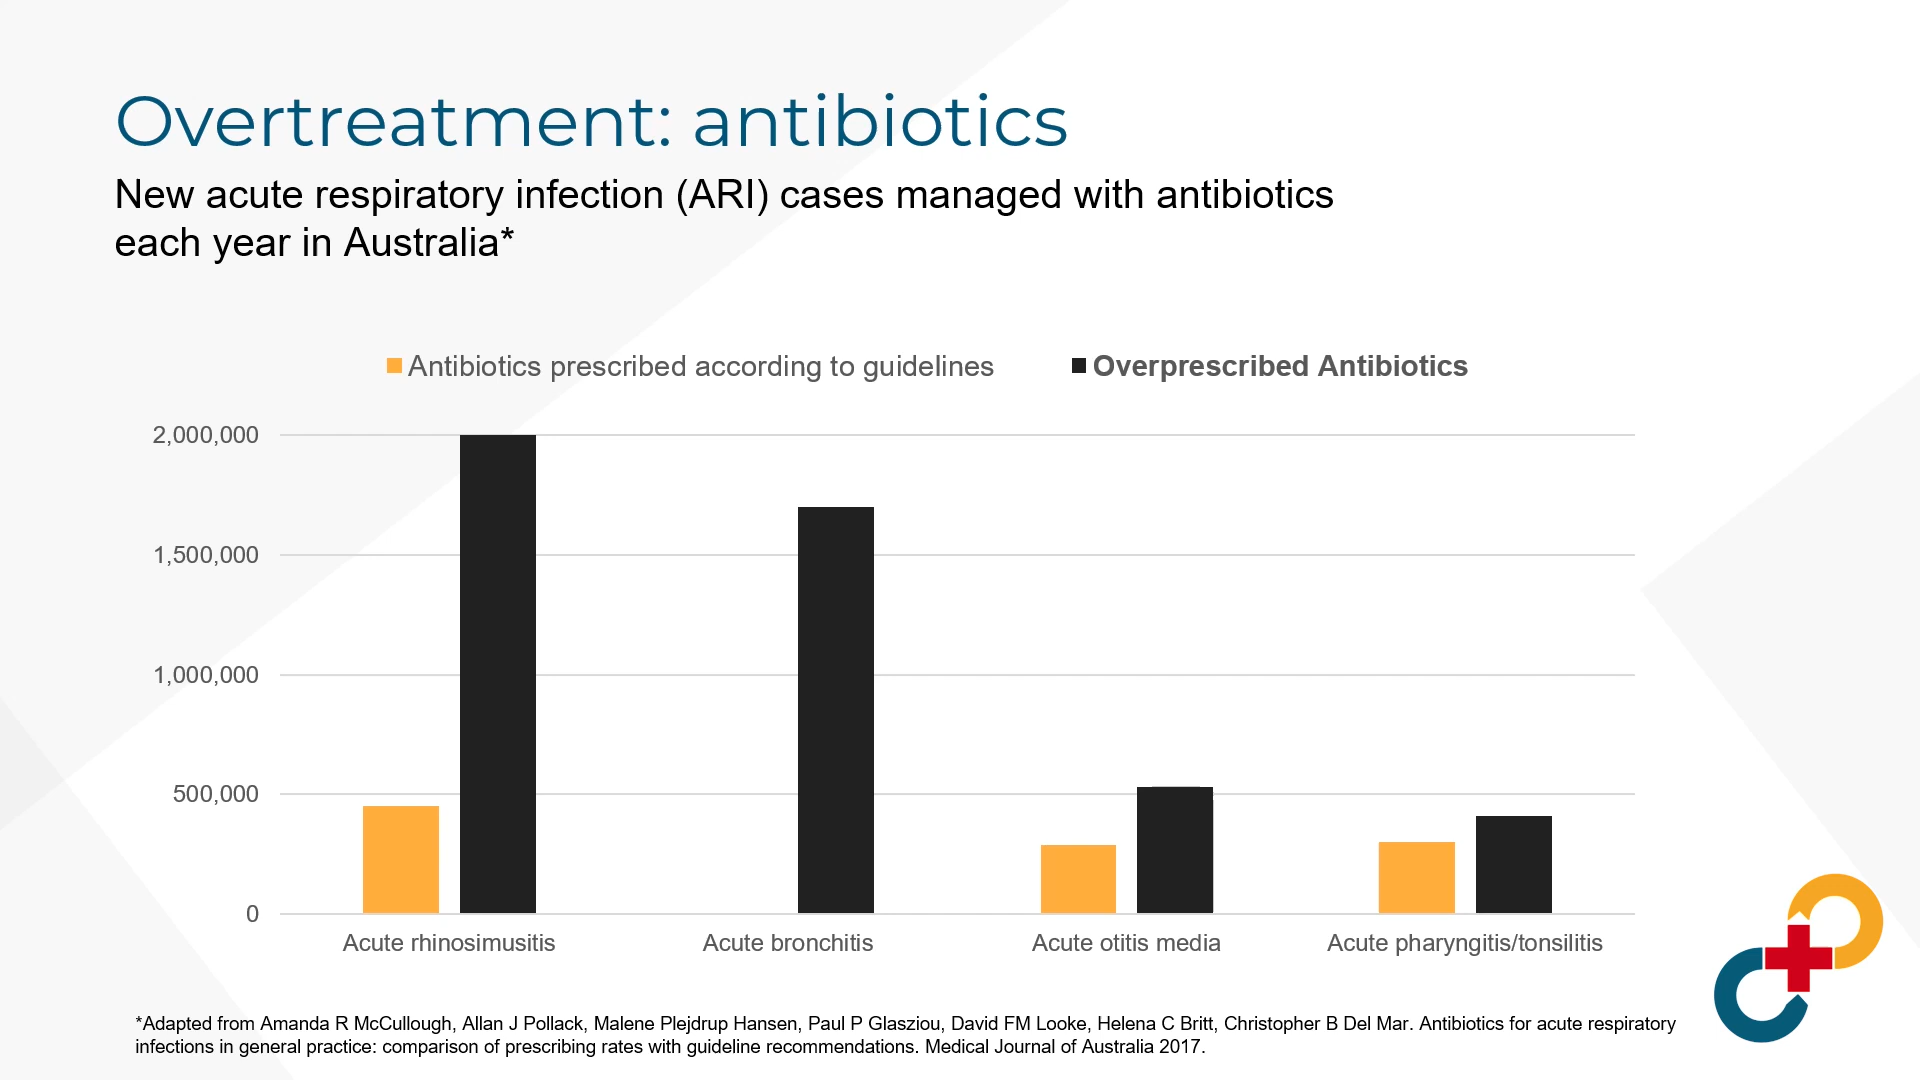 Overtreatment: antibiotics
New acute respiratory infection (ARI) cases managed with antibiotics
each year in Australia*
Antibiotics prescribed according to guidelines
Overprescribed Antibiotics
2,000,000
1,500,000
1,000,000
500,000
0
Acute rhinosimusitis
Acute bronchitis
Acute otitis media
Acute pharyngitis/tonsilitis
*Adapted from Amanda R McCullough, Allan J Pollack, Malene Plejdrup Hansen, Paul P Glasziou, David FM Looke, Helena C Britt, Christopher B Del Mar. Antibiotics for acute respiratory
infections in general practice: comparison of prescribing rates with guideline recommendations. Medical Journal of Australia 2017.